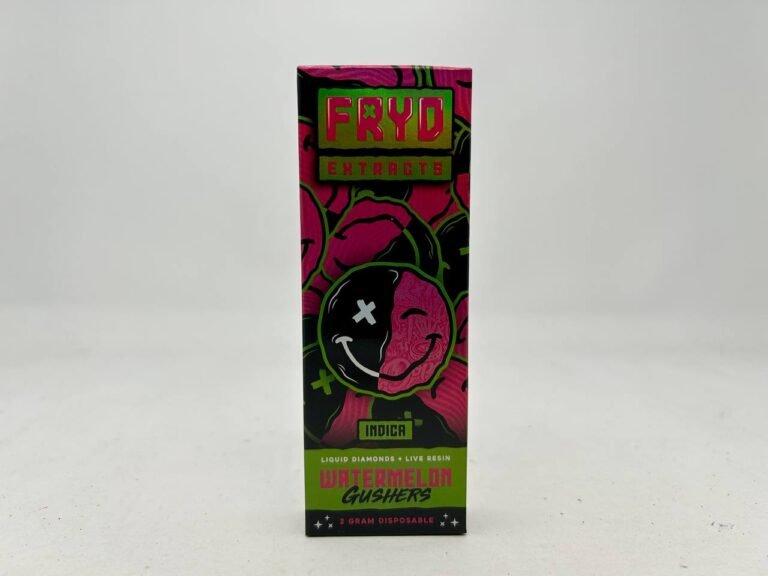 FRYD
EXTRACTS
INDICA
LIQUID DIAMONDS + LIVE RESIN
WATERMELON
GUSHERS
2 GRAM DISPOSABLE